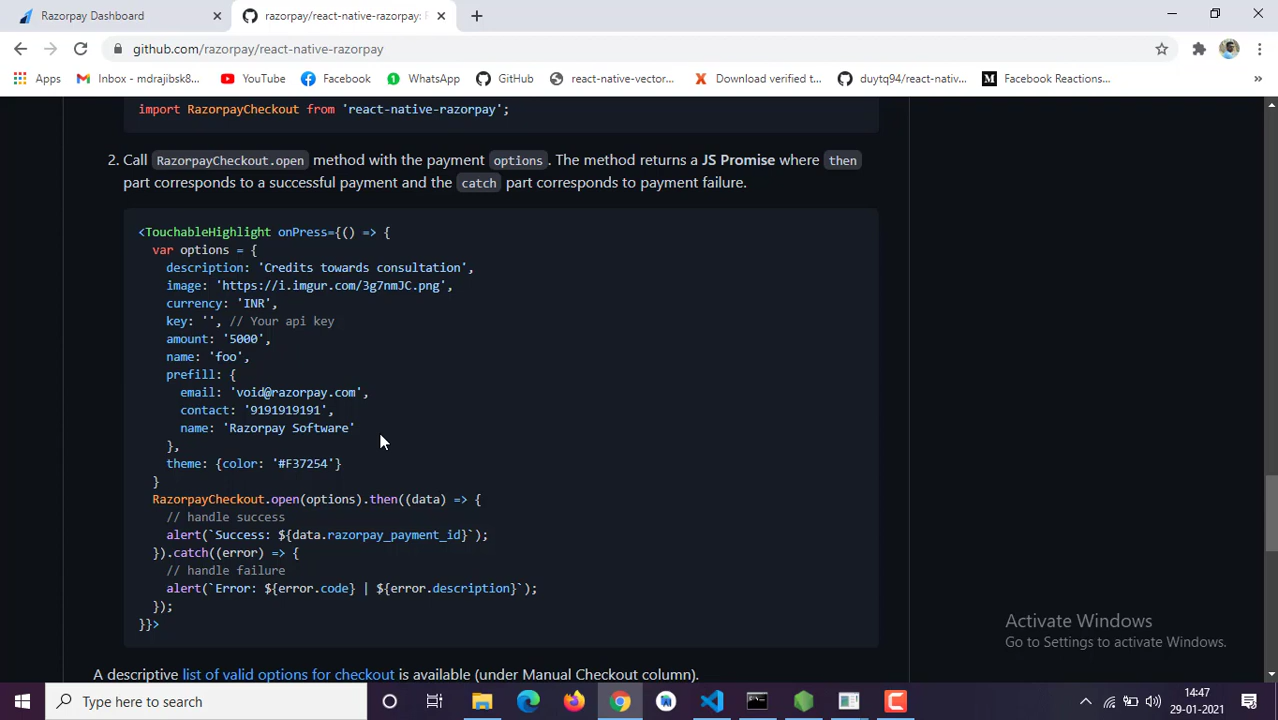 Razorpay Dashboard
razorpay/react-native-razorpay: R
github.com/razorpay/react-native-razorpay
Apps
Inbox - mdrajibsk8...
YouTube
Facebook
WhatsApp
GitHub
react-native-vector...
Download verified t...
duytq94/react-nativ...
Facebook Reactions...
»
import RazorpayCheckout from 'react-native-razorpay';
2. Call RazorpayCheckout.open method with the payment options. The method returns a JS Promise where then
part corresponds to a successful payment and the catch part corresponds to payment failure.
<TouchableHighlight onPress={() => {
var options = {
description: 'Credits towards consultation',
image: 'https://i.imgur.com/3g7nmJC.png',
currency: 'INR',
key: '', // Your api key
amount: '5000',
name: 'foo',
prefill: {
email: 'void@razorpay.com',
contact: '9191919191',
name: 'Razorpay Software'
},
theme: {color: '#F37254'}
}
RazorpayCheckout.open(options).then((data) => {
// handle success
alert(`Success: ${data.razorpay_payment_id}`);
}).catch((error) => {
// handle failure
alert(`Error: ${error.code} | ${error.description}`);
});
}}>
A descriptive list of valid options for checkout is available (under Manual Checkout column).
Activate Windows
Go to Settings to activate Windows.
Type here to search
14:47
29-01-2021